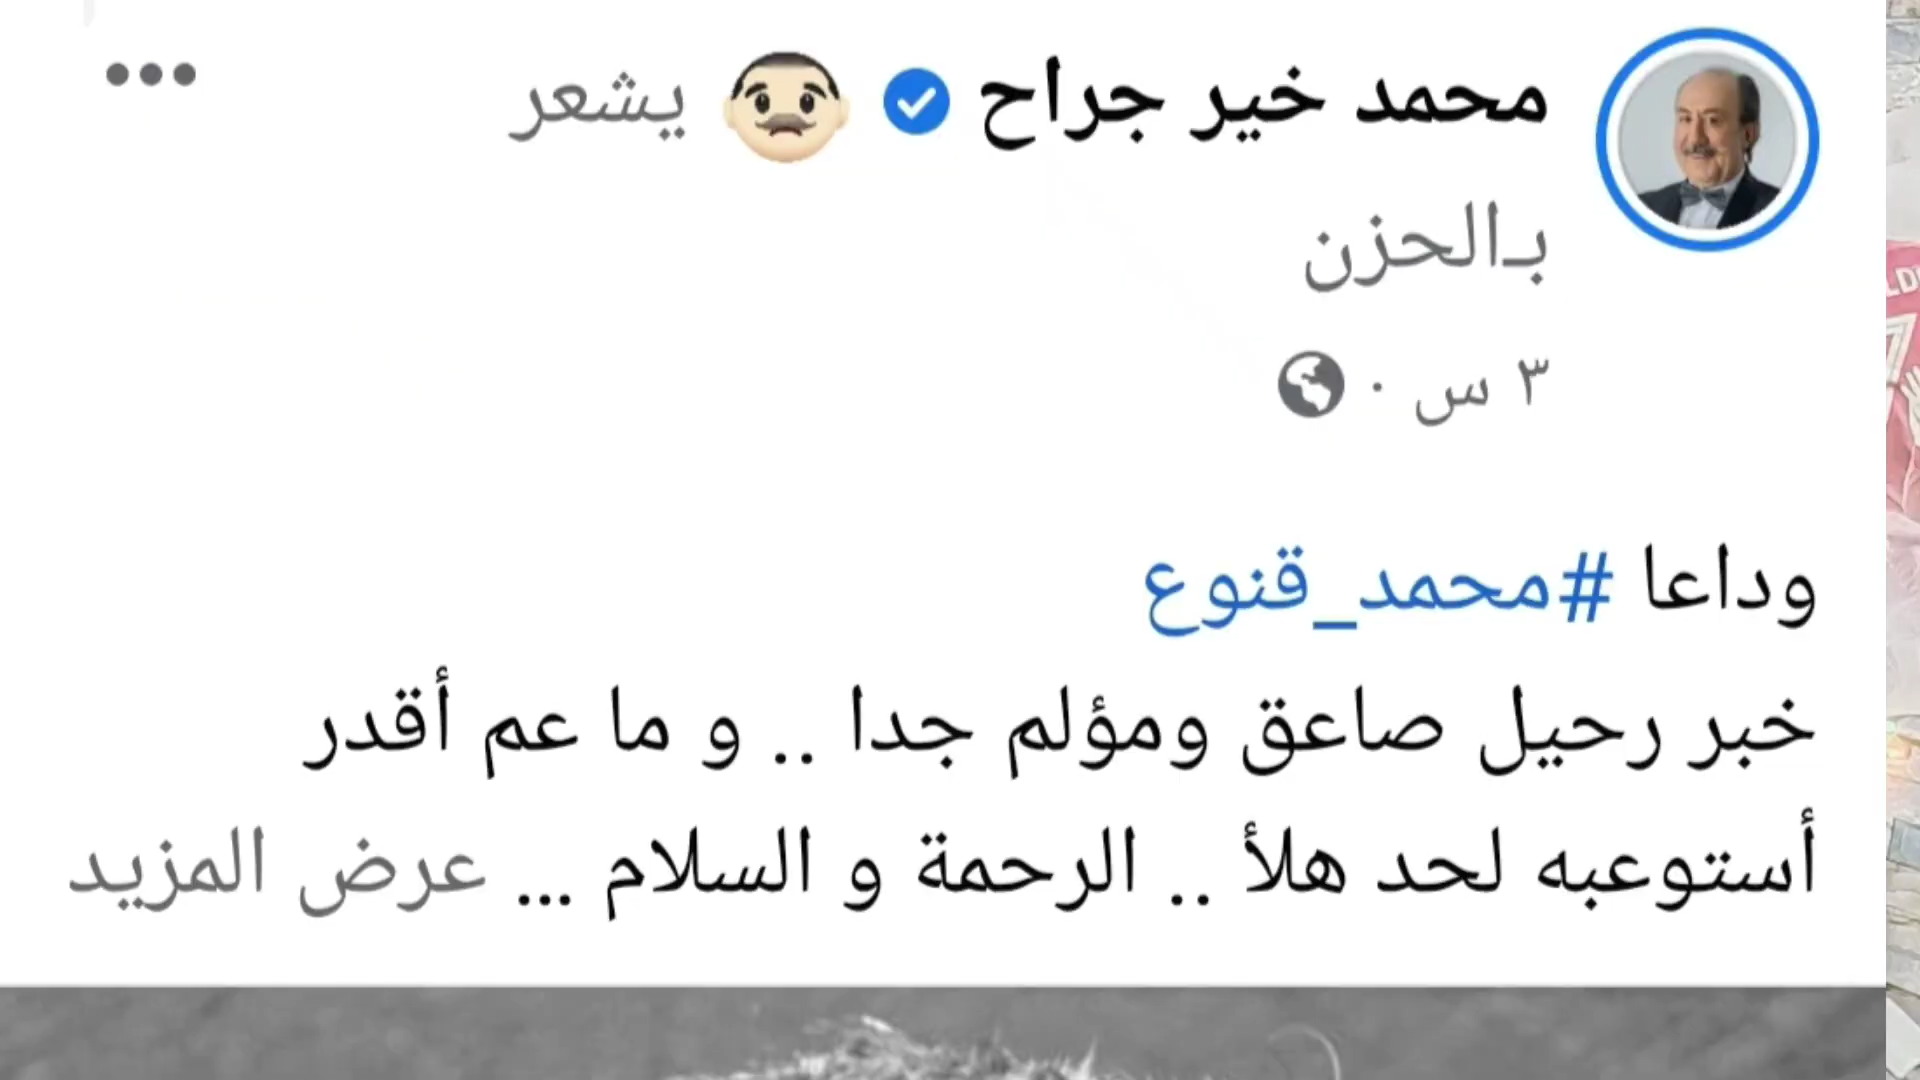 محمد خير جراح يشعر
بـالحزن
٣ س ·
وداعا #محمد_قنوع
خبر رحيل صاعق ومؤلم جدا .. و ما عم أقدر
أستوعبه لحد هلأ .. الرحمة و السلام ... عرض المزيد